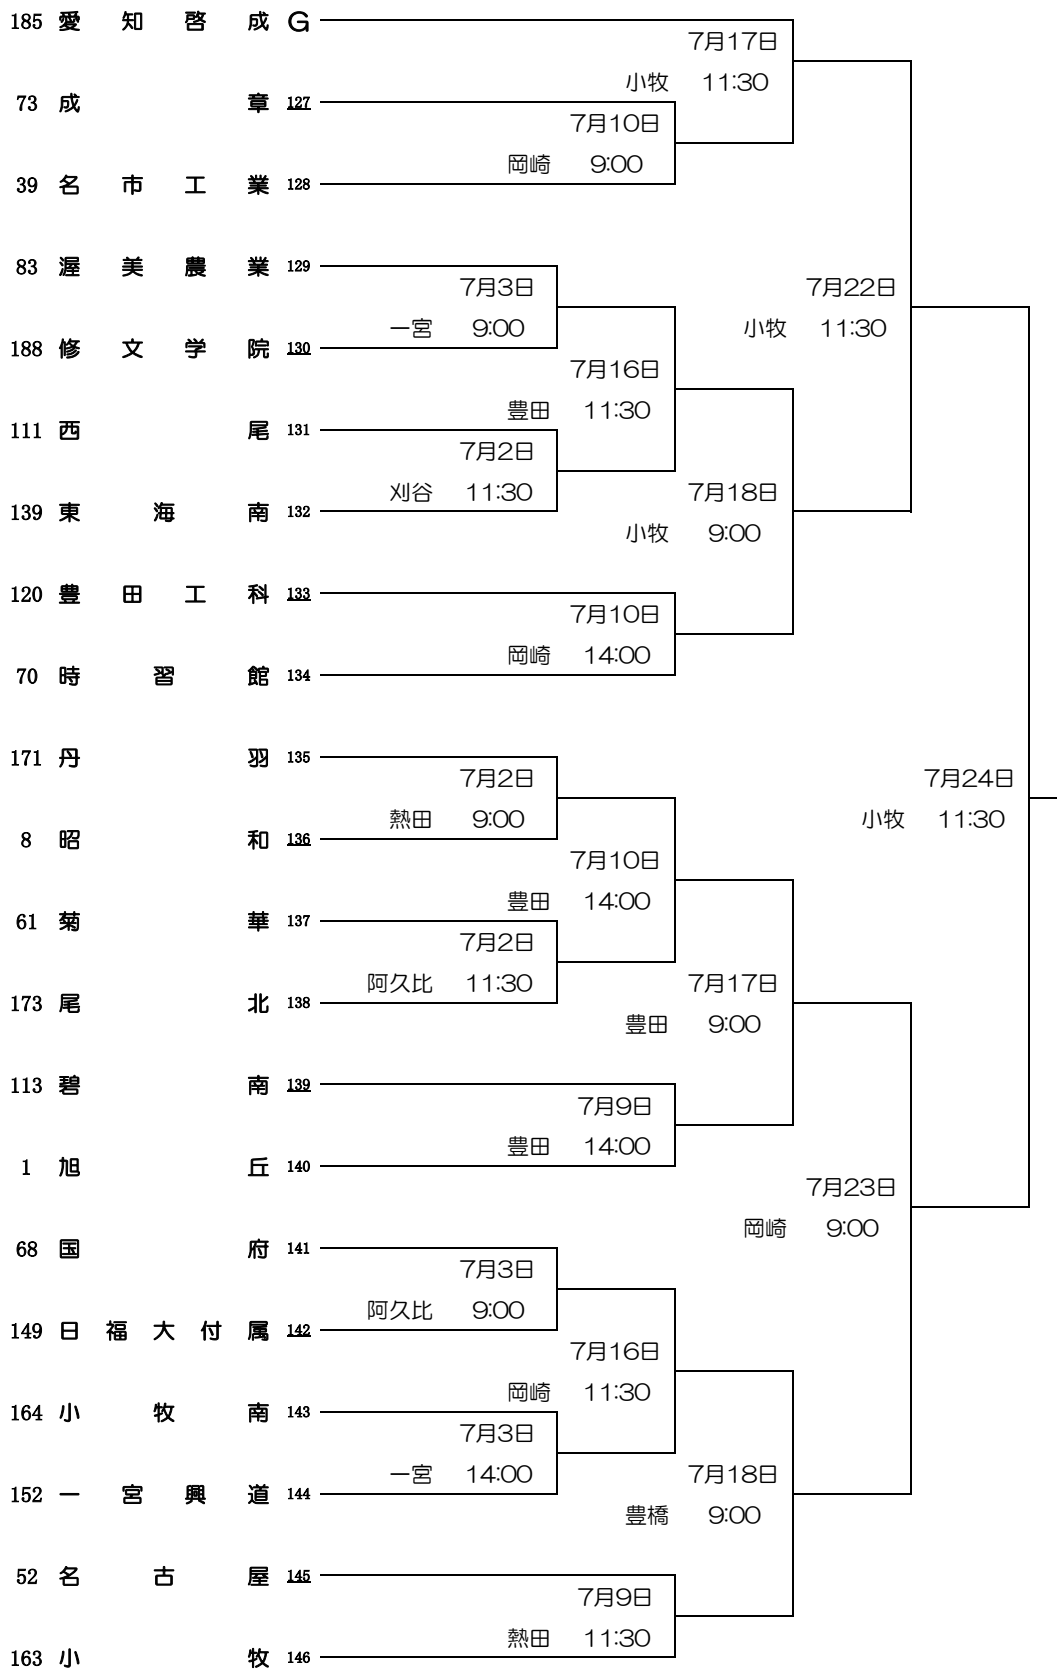 185 愛知啓成 G
7月17日
小牧 11:30
73 成章 127
7月10日
岡崎 9:00
39 名市工業 128
83 渥美農業 129
7月3日
7月22日
一宮 9:00
小牧 11:30
188 修文学院 130
7月16日
豊田 11:30
111 西尾 131
7月2日
刈谷 11:30
7月18日
139 東海南 132
小牧 9:00
120 豊田工科 133
7月10日
岡崎 14:00
70 時習館 134
171 丹羽 135
7月2日
7月24日
熱田 9:00
小牧 11:30
8 昭和 136
7月10日
豊田 14:00
61 菊華 137
7月2日
阿久比 11:30
7月17日
173 尾北 138
豊田 9:00
113 碧南 139
7月9日
豊田 14:00
1 旭丘 140
7月23日
岡崎 9:00
68 国府 141
7月3日
阿久比 9:00
149 日福大付属 142
7月16日
岡崎 11:30
164 小牧南 143
7月3日
一宮 14:00
7月18日
152 一宮興道 144
豊橋 9:00
52 名古屋 145
7月9日
熱田 11:30
163 小牧 146